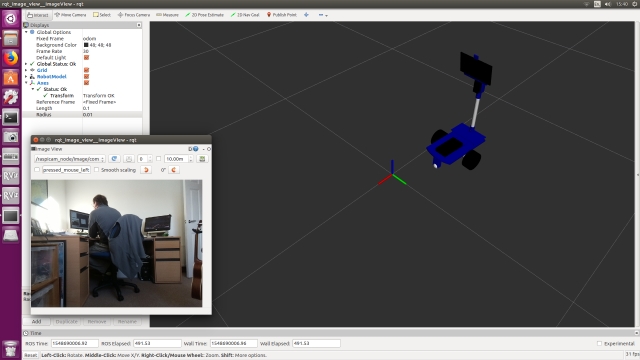 rqt_image_view__ImageView - rqt
15:40
Interact Move Camera Select Focus Camera Measure 2D Pose Estimate 2D Nav Goal Publish Point
Displays
Global Options
Fixed Frame odom
Background Color 48; 48; 48
Frame Rate 30
Default Light
Global Status: Ok
Grid
RobotModel
Axes
Status: Ok
Transform Transform OK
Reference Frame <Fixed Frame>
Length 0.1
Radius 0.01
rqt_image_view__ImageView - rqt
Image View
/raspicam_node/image/com 0 10.00m
pressed_mouse_left Smooth scaling 0°
Add Duplicate Remove Rename
Time
ROS Time: 1548690006.92 ROS Elapsed: 491.53 Wall Time: 1548690006.96 Wall Elapsed: 491.53 Experimental
Reset Left-Click: Rotate. Middle-Click: Move X/Y. Right-Click/Mouse Wheel: Zoom. Shift: More options. 31 fps